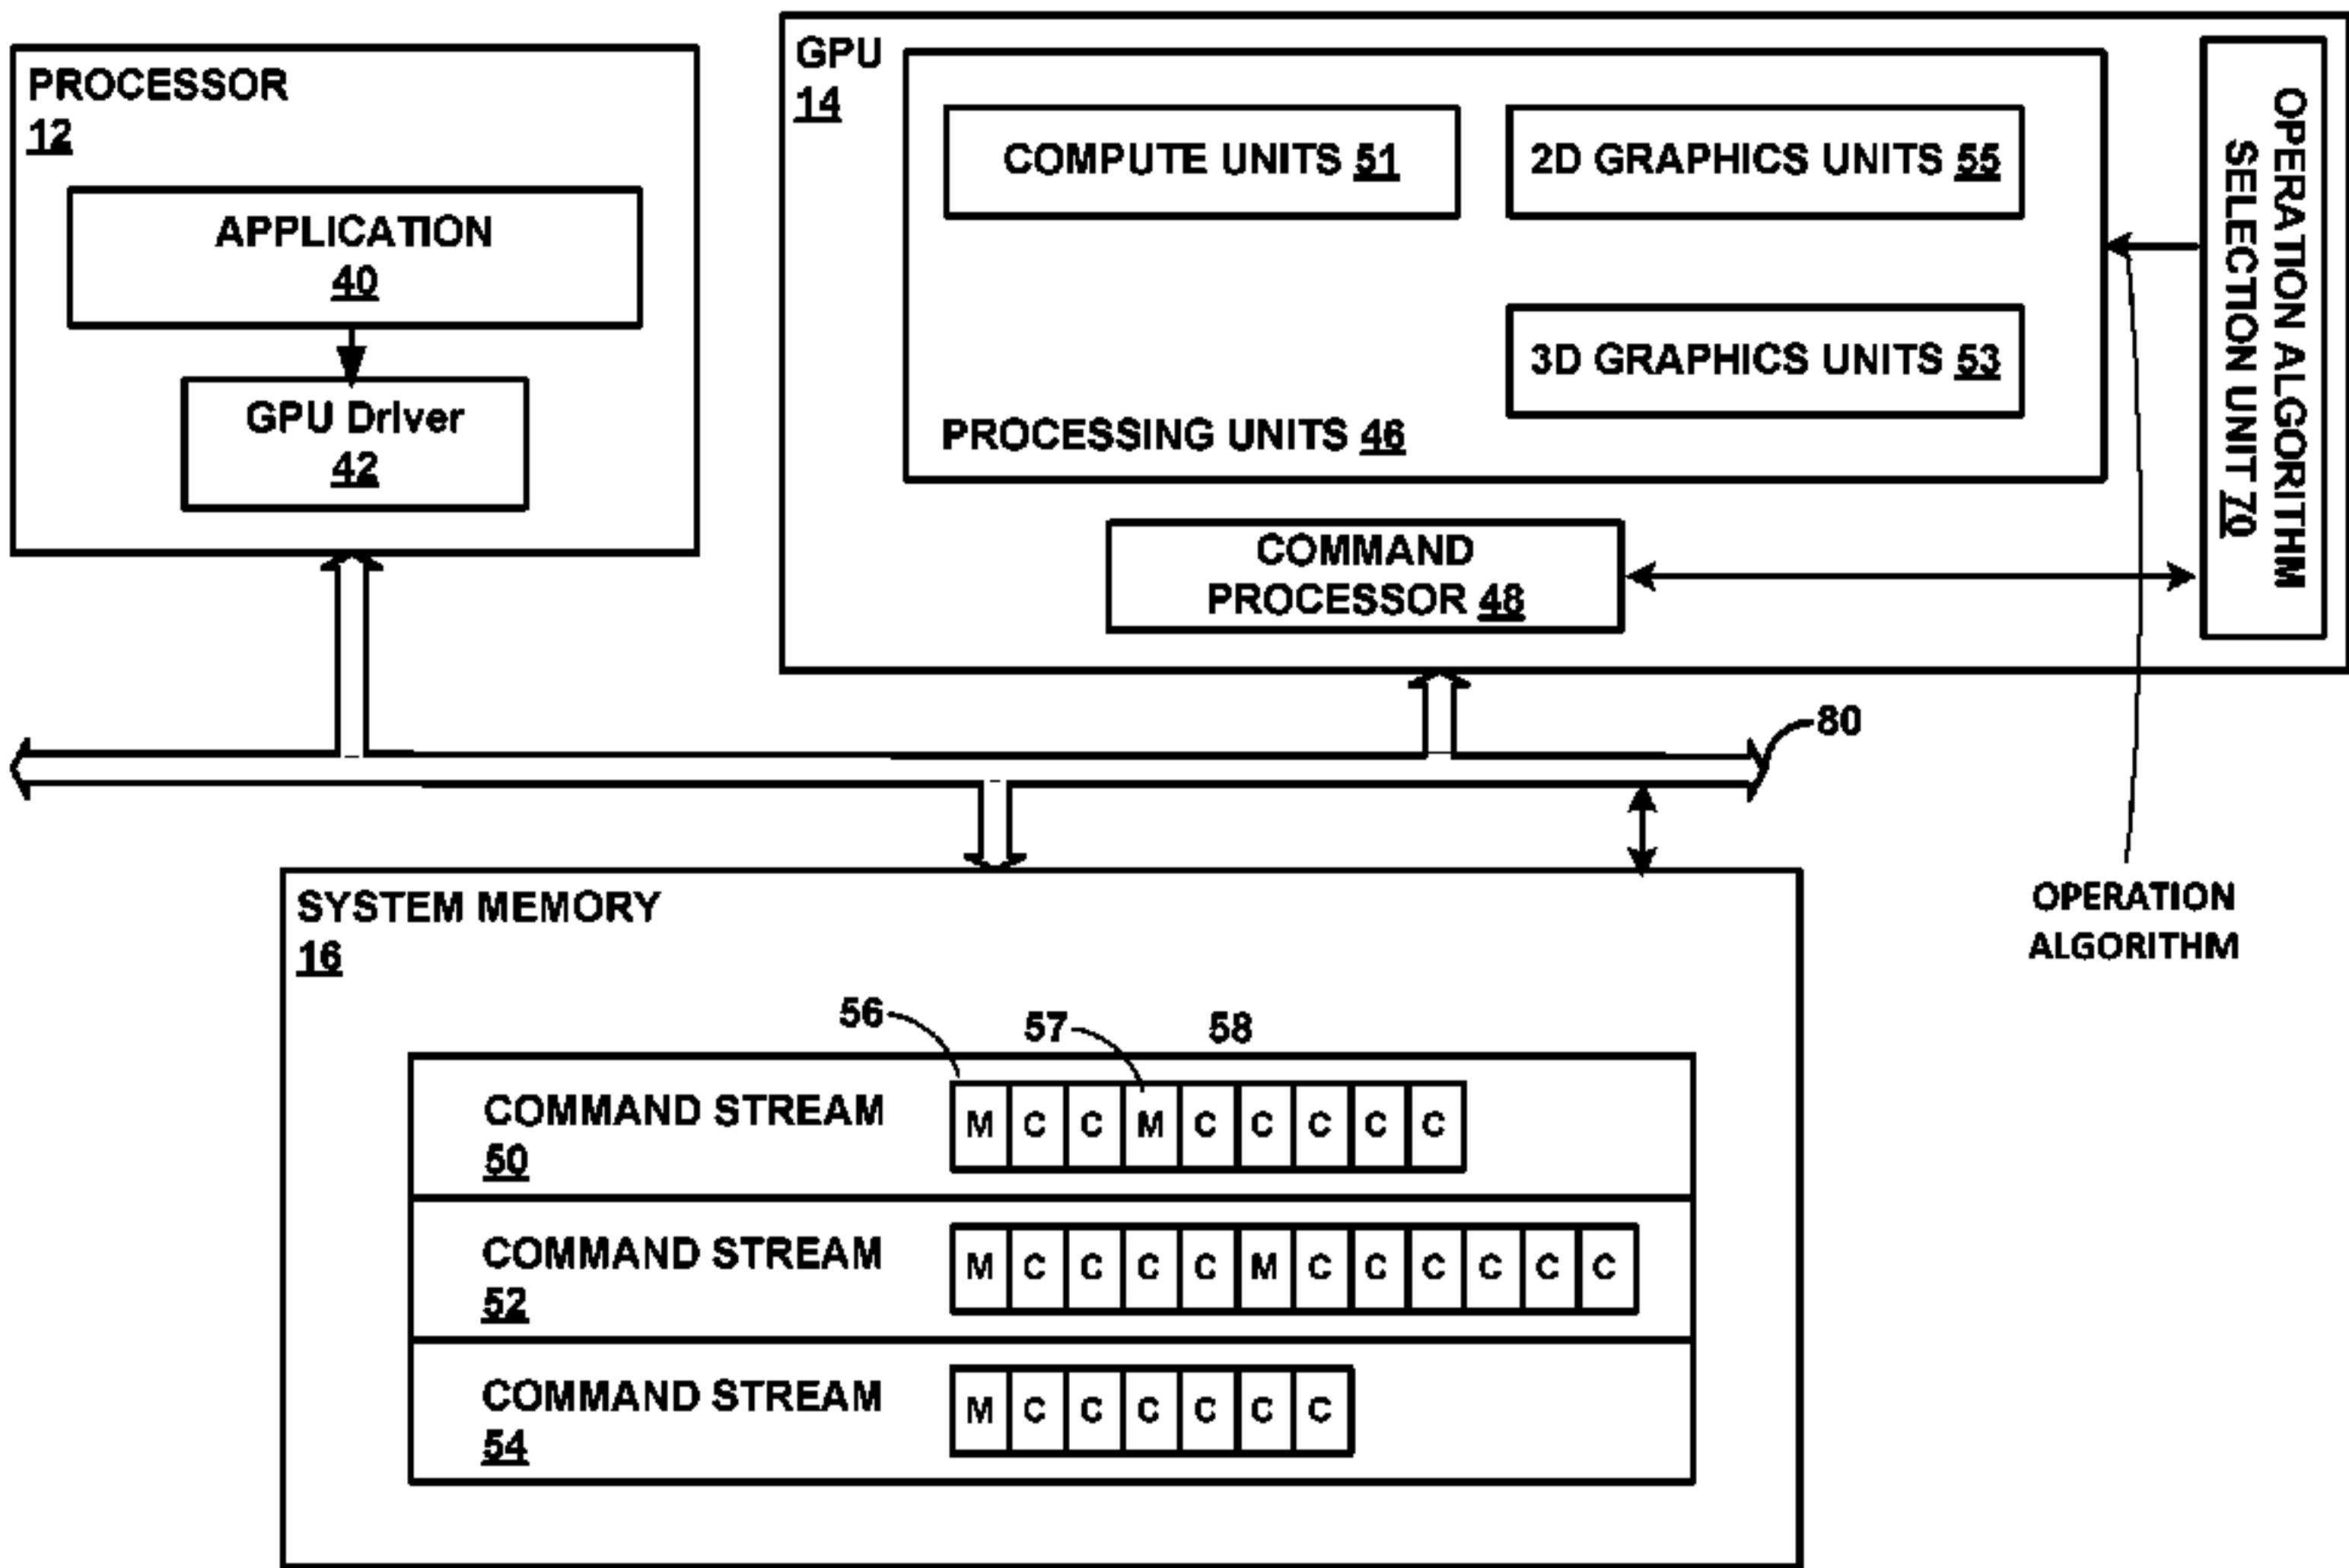 PROCESSOR
12
APPLICATION
40
GPU Driver
42
GPU
14
COMPUTE UNITS 51
2D GRAPHICS UNITS 55
3D GRAPHICS UNITS 53
PROCESSING UNITS 46
COMMAND
PROCESSOR 48
OPERATION ALGORITHM
SELECTION UNIT 70
80
OPERATION
ALGORITHM
SYSTEM MEMORY
16
56
57
58
COMMAND STREAM
50
M C C M C C C C C
COMMAND STREAM
52
M C C C C M C C C C C C
COMMAND STREAM
54
M C C C C C C